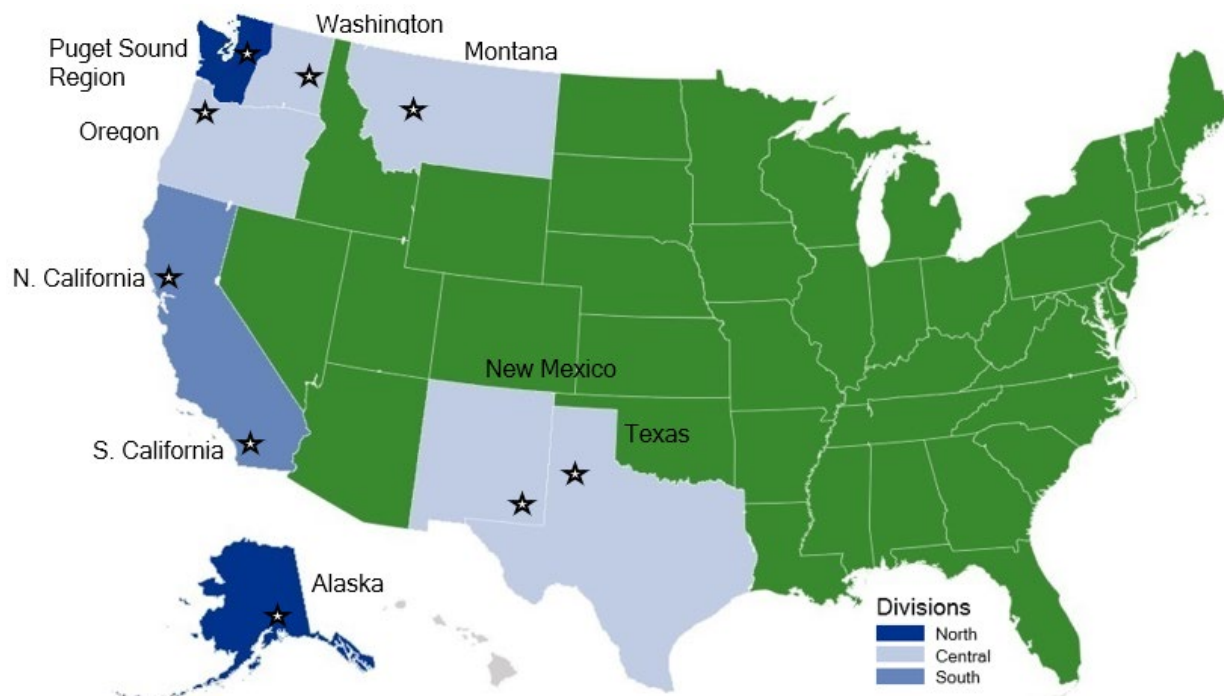 Washington
Puget Sound
Region
Montana
Oregon
N. California
New Mexico
Texas
S. California
Alaska
Divisions
North
Central
South